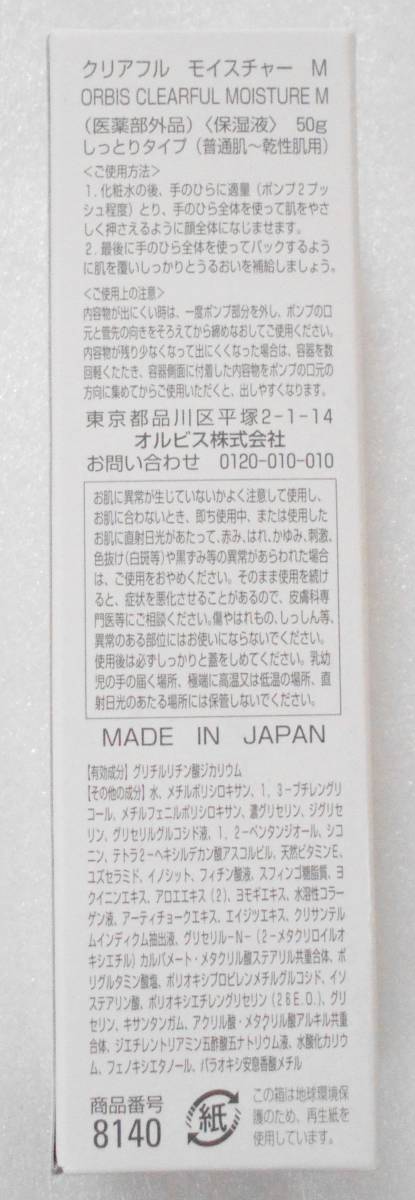 クリアフル モイスチャー M
ORBIS CLEARFUL MOISTURE M
(医薬部外品)〈保湿液〉 50g
しっとりタイプ(普通肌〜乾性肌用)
<ご使用方法>
1.化粧水の後、手のひらに適量(ポンプ2プッ
シュ程度)とり、手のひら全体を使って肌をやさ
しく押さえるように顔全体になじませます。
2.最後に手のひら全体を使ってパックするよう
に肌を覆いしっかりとうるおいを補給しましょう。
<ご使用上の注意>
内容物が出にくい時は、一度ポンプ部分を外し、ポンプの口
元と管先の向きをそろえてから締めなおしてご使用ください。
内容物が残り少なくなって出にくくなった場合は、容器を数
回軽くたたき、容器側面に付着した内容物をポンプの口元の
方向に集めてからご使用いただくと、出しやすくなります。
東京都品川区平塚2-1-14
オルビス株式会社
お問い合わせ 0120-010-010
お肌に異常が生じていないかよく注意して使用し、
お肌に合わないとき、即ち使用中、または使用した
お肌に直射日光があたって、赤み、はれ、かゆみ、刺激、
色抜け(白斑等)や黒ずみ等の異常があらわれた場合
は、ご使用をおやめください。そのまま使用を続け
ると、症状を悪化させることがあるので、皮膚科専
門医等にご相談ください。傷やはれもの、しっしん等、
異常のある部位にはお使いにならないでください。
使用後は必ずしっかりと蓋をしめてください。乳幼
児の手の届く場所、極端に高温又は低温の場所、直
射日光のあたる場所には保管しないでください。
MADE IN JAPAN
【有効成分】グリチルリチン酸ジカリウム
【その他の成分】水、メチルポリシロキサン、1,3-ブチレングリ
コール、メチルフェニルポリシロキサン、濃グリセリン、ジグリセ
リン、グリセリルグルコシド液、1,2-ペンタンジオール、シコ
ニン、テトラ2-ヘキシルデカン酸アスコルビル、天然ビタミンE、
ユズセラミド、イノシット、フィチン酸液、スフィンゴ糖脂質、ヨ
クイニンエキス、アロエエキス(2)、ヨモギエキス、水溶性コラー
ゲン液、アーティチョークエキス、エイジツエキス、クリサンテル
ムインディクム抽出液、グリセリル-N-(2-メタクリロイルオ
キシエチル)カルバメート・メタクリル酸ステアリル共重合体、ポ
リグルタミン酸塩、ポリオキシプロピレンメチルグルコシド、イソ
ステアリン酸、ポリオキシエチレングリセリン(26E.O.)、グリ
セリン、キサンタンガム、アクリル酸・メタクリル酸アルキル共重
合体、ジエチレントリアミン五酢酸五ナトリウム液、水酸化カリウ
ム、フェノキシエタノール、パラオキシ安息香酸メチル
商品番号
8140
紙
この箱は地球環境保
護のため、再生紙を
使用しています。